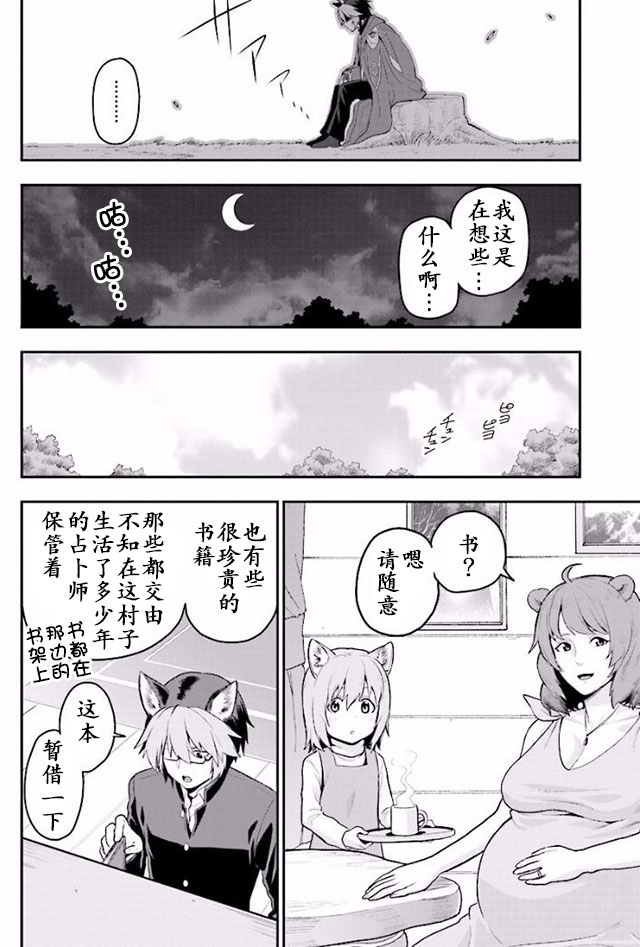 ………
我这是
在想些…
什么啊…
咕…
咕…
ピヨ
ピヨ
チュン
チュン
书？
嗯
请随意
也有些
很珍贵的
书籍
那些都交由
不知在这村子
生活了多少年
的占卜师
保管着
书都在
那边的
书架上
这本
暂借一下